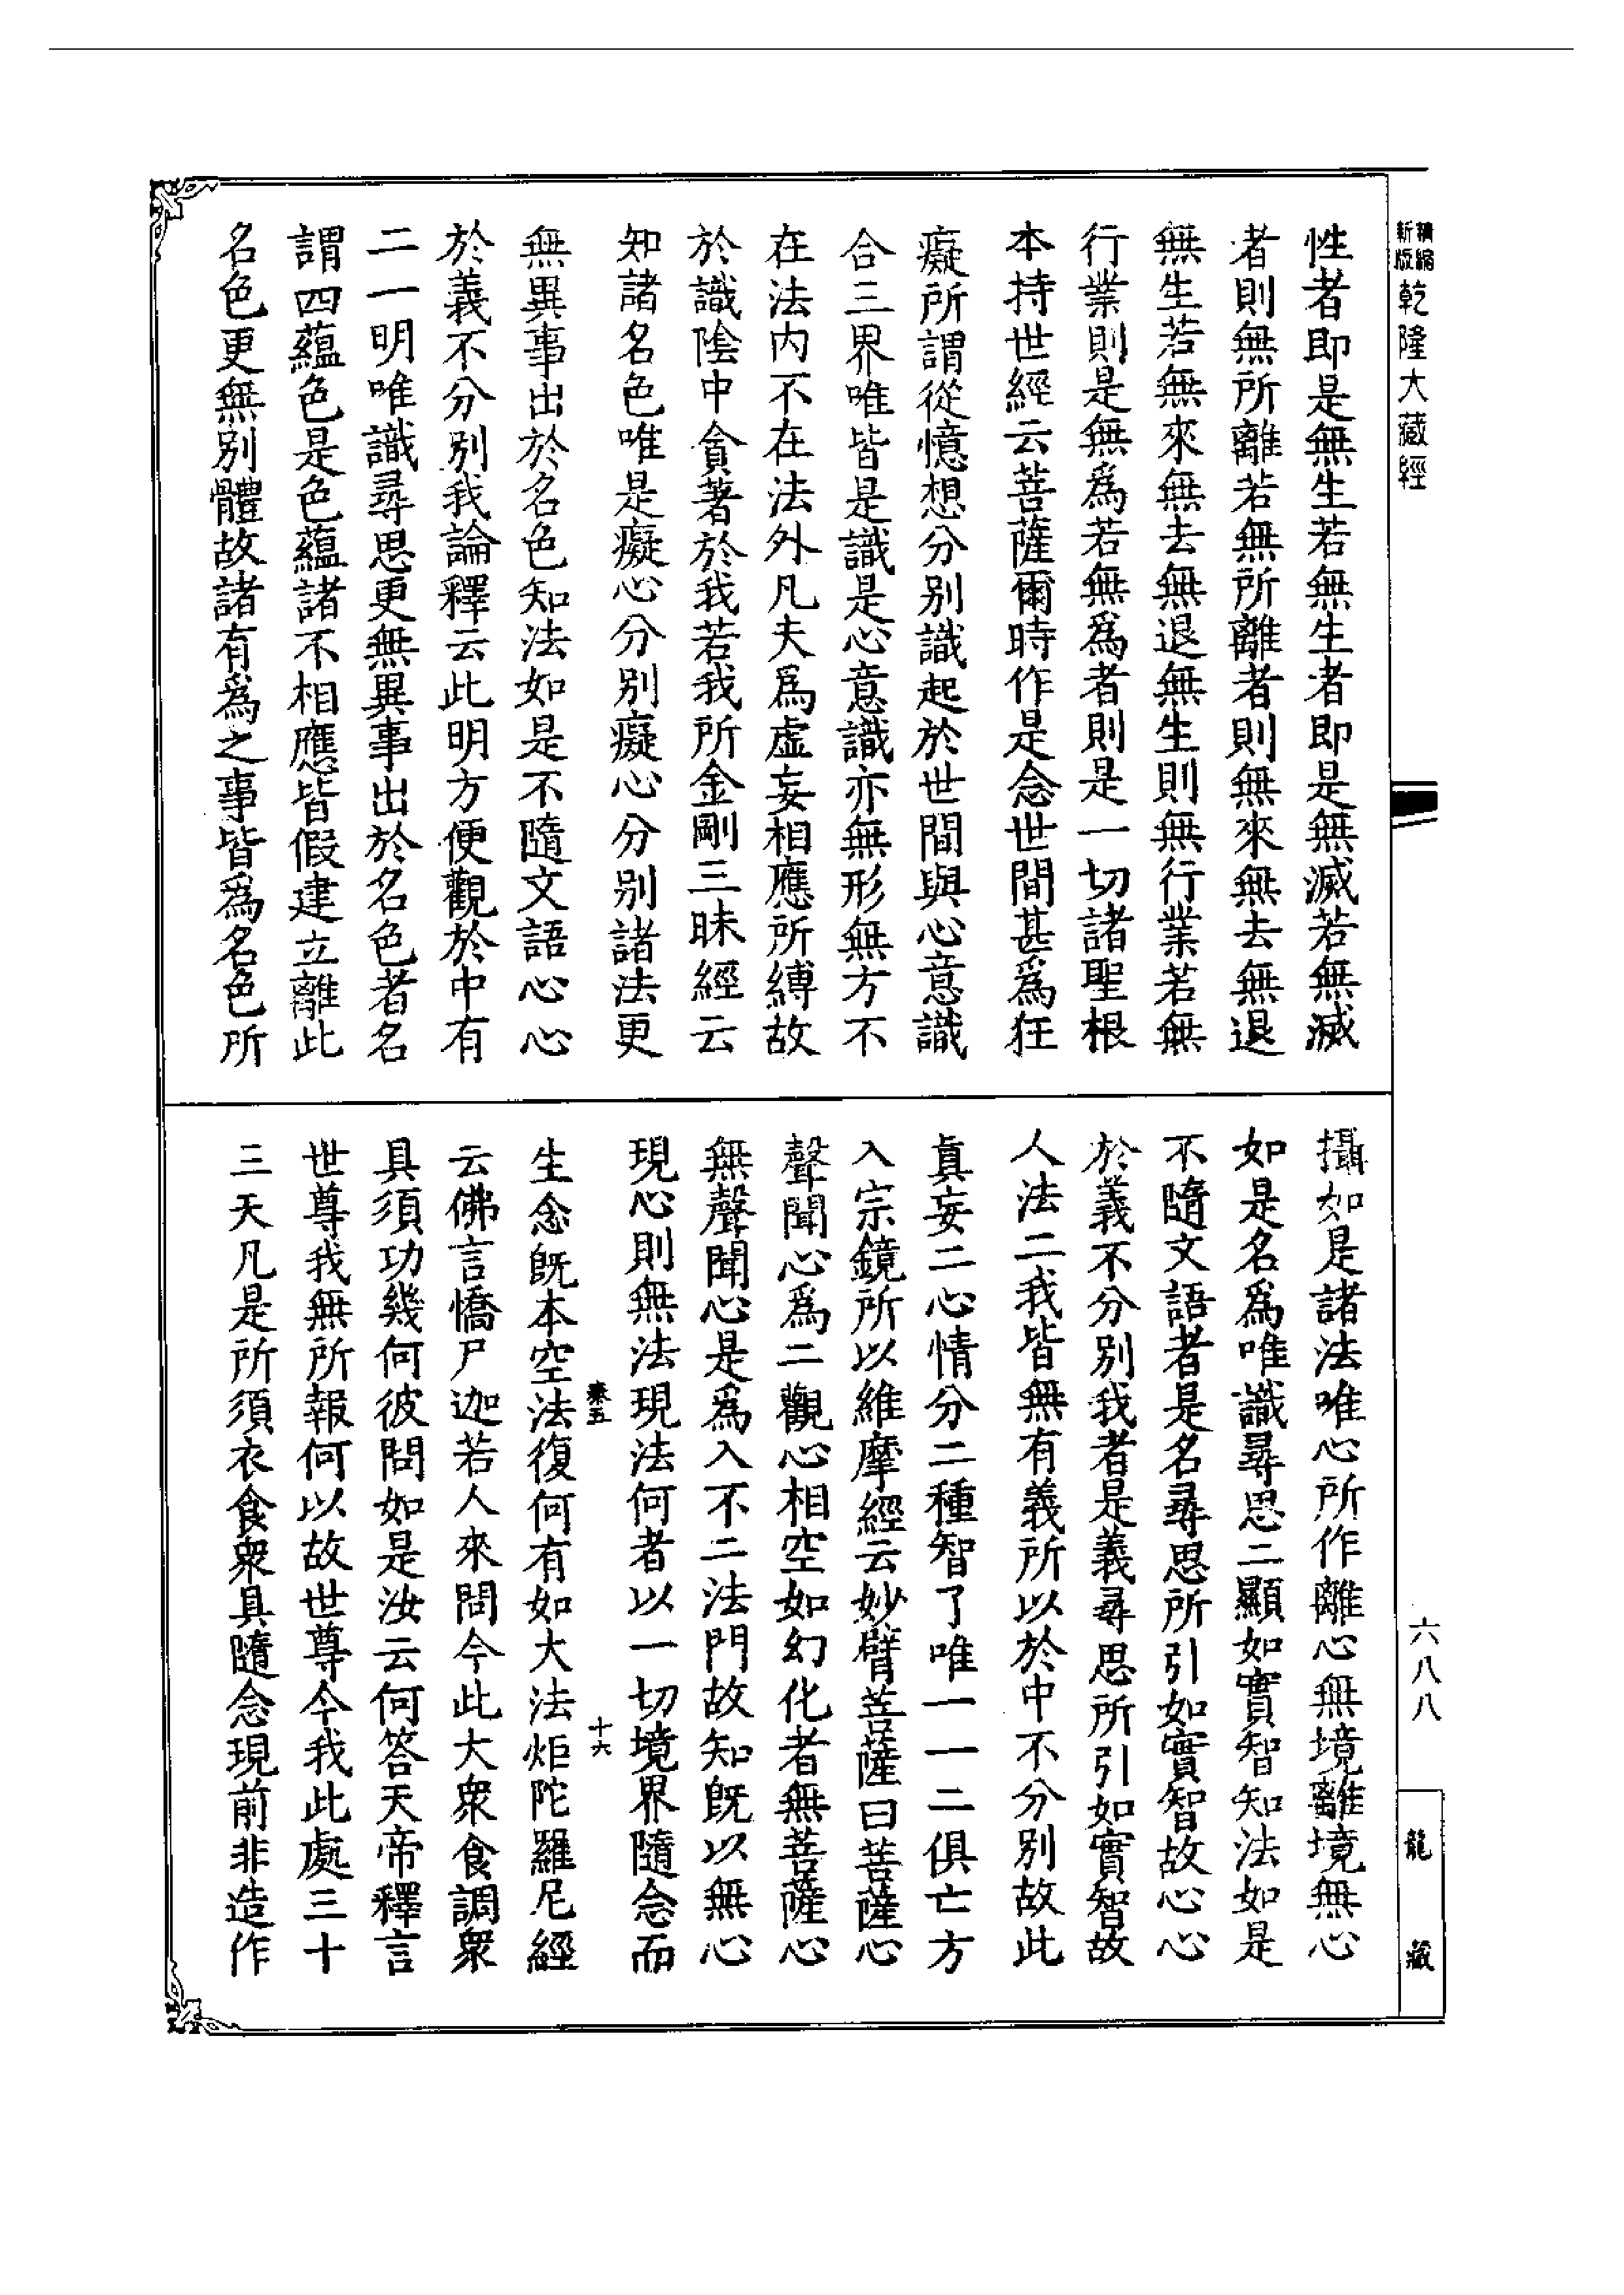 精編
新版
乾隆大藏經
六八八
龍藏
性者即是無生若無生者即是無滅若無滅
者則無所離若無所離者則無來無去無退
無生若無來無去無退無生則無行業若無
行業則是無爲若無爲者則是一切諸聖根
本持世經云菩薩爾時作是念世間甚爲狂
癡所謂從憶想分別識起於世間與心意識
合三界唯皆是識是心意識亦無形無方不
在法內不在法外凡夫爲虛妄相應所縛故
於識陰中貪著於我若我所金剛三昧經云
知諸名色唯是癡心分別癡心分別諸法更
無異事出於名色知法如是不隨文語心心
於義不分別我論釋云此明方便觀於中有
二一明唯識尋思更無異事出於名色者名
謂四蘊色是色蘊諸不相應皆假建立離此
名色更無別體故諸有爲之事皆爲名色所
攝如是諸法唯心所作離心無境離境無心
如是名爲唯識尋思二顯如實智知法如是
不隨文語者是名尋思所引如實智故心心
於義不分別我者是義尋思所引如實智故
人法二我皆無有義所以於中不分別故此
真妄二心情分二種智了唯一一二俱亡方
入宗鏡所以維摩經云妙臂菩薩曰菩薩心
聲聞心爲二觀心相空如幻化者無菩薩心
無聲聞心是爲入不二法門故知既以無心
現心則無法現法何者以一切境界隨念而
秦五
十六
生念既本空法復何有如大法炬陀羅尼經
云佛言憍尸迦若人來問今此大衆食調衆
具須功幾何彼問如是汝云何答天帝釋言
世尊我無所報何以故世尊今我此處三十
三天凡是所須衣食衆具隨念現前非造作